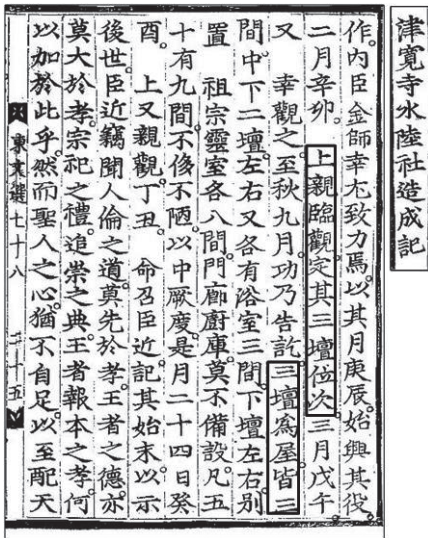 津寛寺水陸社造成記
作。内臣金師幸尤致力焉。以其月庚辰。始興其役。
二月辛卯。上親臨觀。定其三壇位次。三月戊午。
又幸觀之。至秋九月。功乃告訖。三壇爲屋皆三
間。中下二壇。左右又各有浴室三間。下壇左右別
置祖宗靈室各八間。門廊廚庫。莫不備設。凡五
十有九間。不侈不陋。以中厥度。是月二十四日癸
酉。上又親觀。丁丑。命召臣近記其始末。以示
後世。臣近竊聞人倫之道。莫先於孝。王者之德。亦
莫大於孝。宗祀之禮。追崇之典。王者報本之孝。何
以加於此乎。然而聖人之心。猶不自足。以至配天
東文選七十八
二十五